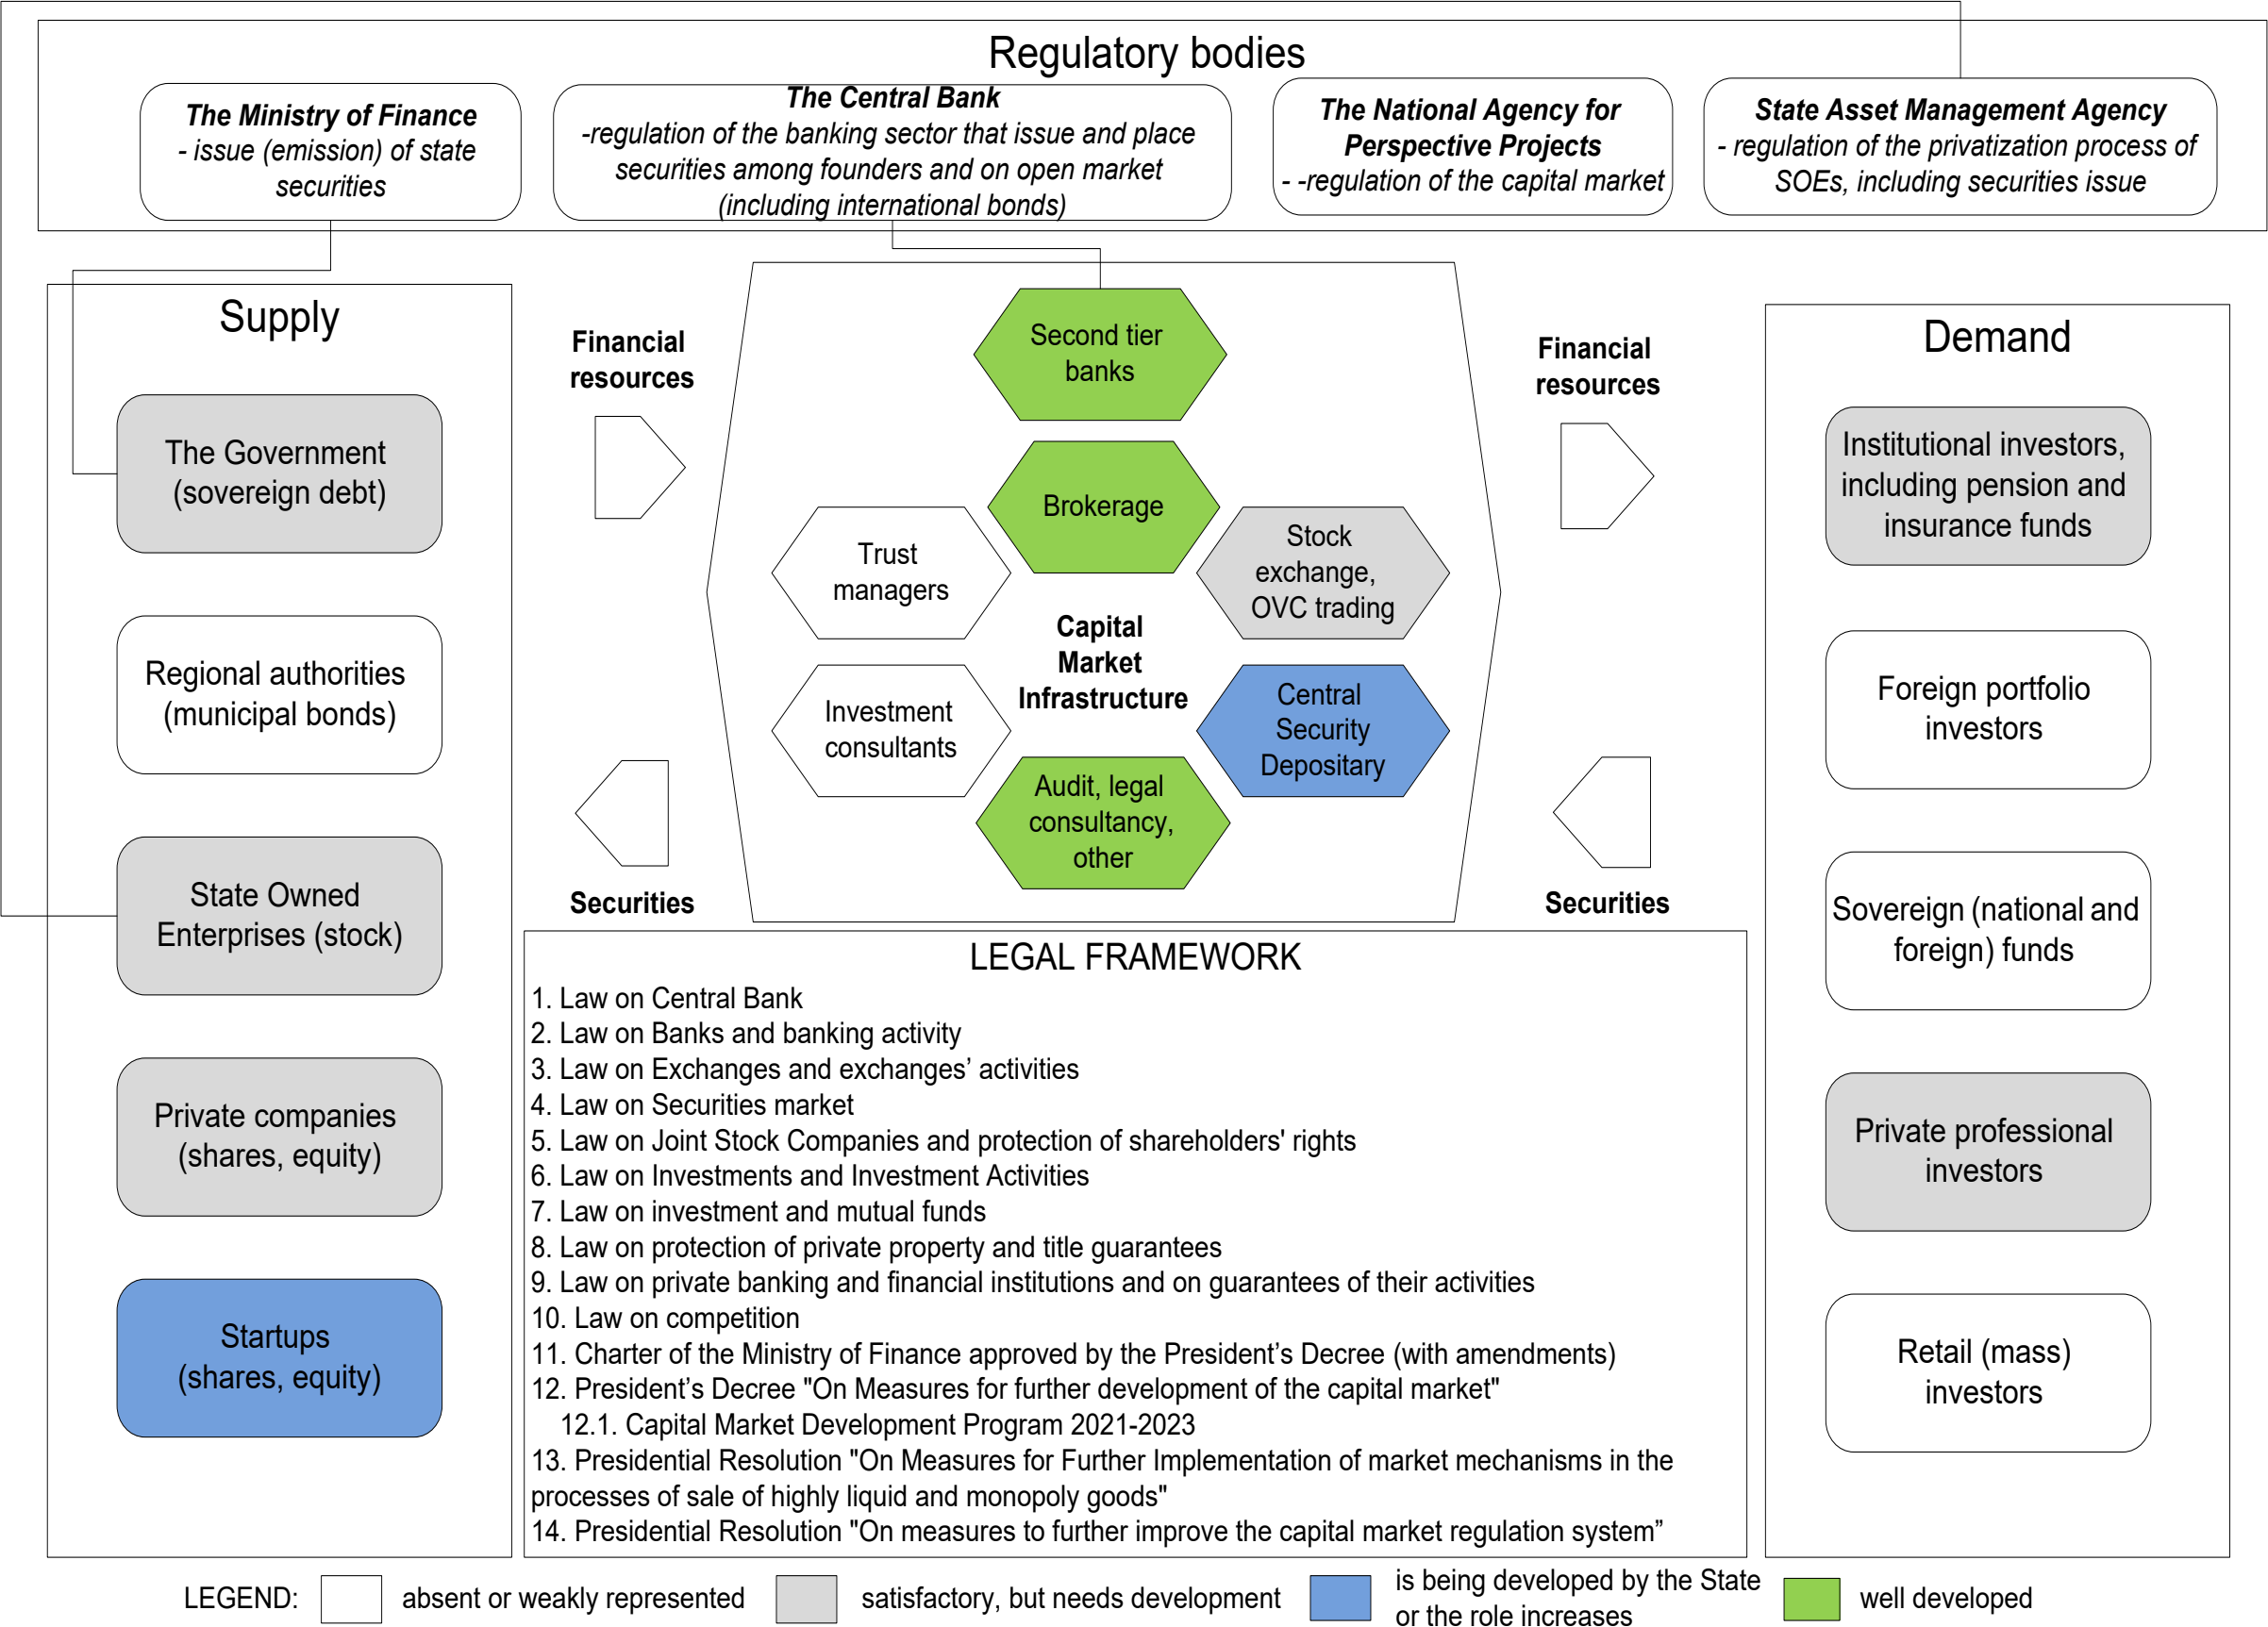 Regulatory bodies
The Ministry of Finance
- issue (emission) of state
securities
The Central Bank
-regulation of the banking sector that issue and place
securities among founders and on open market
(including international bonds)
The National Agency for
Perspective Projects
- -regulation of the capital market
State Asset Management Agency
- regulation of the privatization process of
SOEs, including securities issue
Supply
The Government
(sovereign debt)
Regional authorities
(municipal bonds)
State Owned
Enterprises (stock)
Private companies
(shares, equity)
Startups
(shares, equity)
Financial
resources
Securities
Second tier
banks
Brokerage
Trust
managers
Stock
exchange,
OVC trading
Capital
Market
Infrastructure
Investment
consultants
Central
Security
Depositary
Audit, legal
consultancy,
other
Financial
resources
Securities
Demand
Institutional investors,
including pension and
insurance funds
Foreign portfolio
investors
Sovereign (national and
foreign) funds
Private professional
investors
Retail (mass)
investors
LEGAL FRAMEWORK
1. Law on Central Bank
2. Law on Banks and banking activity
3. Law on Exchanges and exchanges’ activities
4. Law on Securities market
5. Law on Joint Stock Companies and protection of shareholders' rights
6. Law on Investments and Investment Activities
7. Law on investment and mutual funds
8. Law on protection of private property and title guarantees
9. Law on private banking and financial institutions and on guarantees of their activities
10. Law on competition
11. Charter of the Ministry of Finance approved by the President’s Decree (with amendments)
12. President’s Decree "On Measures for further development of the capital market"
12.1. Capital Market Development Program 2021-2023
13. Presidential Resolution "On Measures for Further Implementation of market mechanisms in the
processes of sale of highly liquid and monopoly goods"
14. Presidential Resolution "On measures to further improve the capital market regulation system”
LEGEND:
absent or weakly represented
satisfactory, but needs development
is being developed by the State
or the role increases
well developed